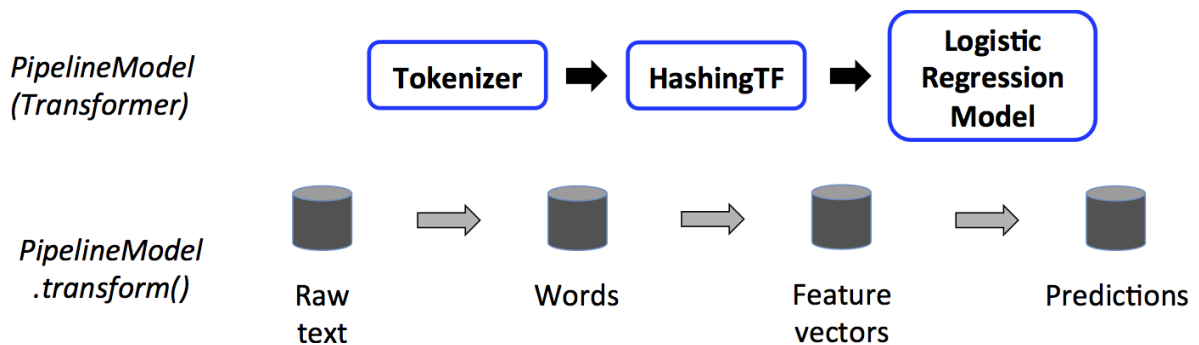 PipelineModel
(Transformer)
Tokenizer
HashingTF
Logistic
Regression
Model
PipelineModel
.transform()
Raw
text
Words
Feature
vectors
Predictions